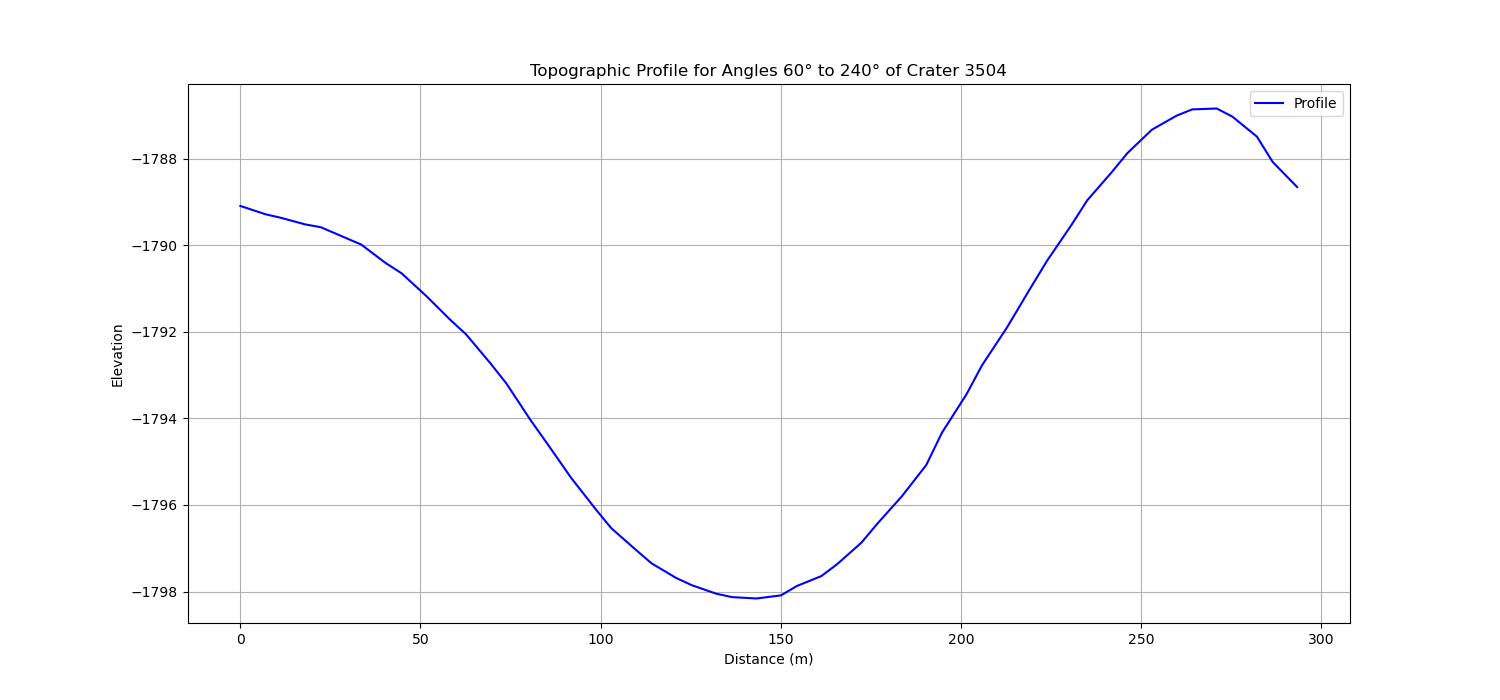 Topographic Profile for Angles 60° to 240° of Crater 3504
Profile
−1788
−1790
−1792
−1794
−1796
−1798
Elevation
0 50 100 150 200 250 300
Distance (m)